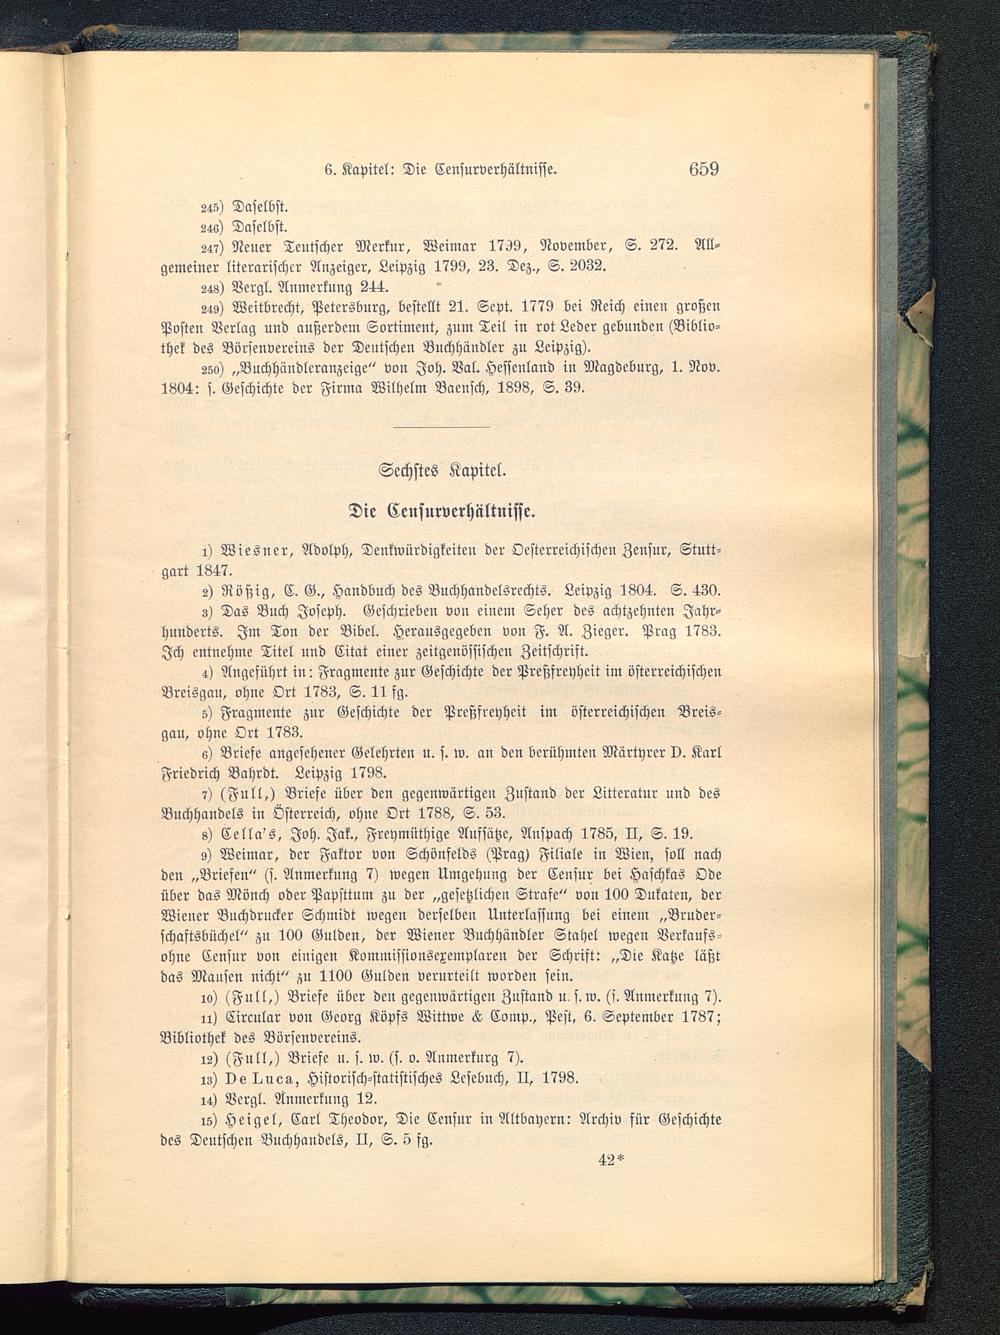 6. Kapitel: Die Censurverhältnisse. 659
245) Daselbst.
246) Daselbst.
247) Neuer Teutscher Merkur, Weimar 1799, November, S. 272. All-
gemeiner literarischer Anzeiger, Leipzig 1799, 23. Dez., S. 2032.
248) Vergl. Anmerkung 244.
249) Weitbrecht, Petersburg, bestellt 21. Sept. 1779 bei Reich einen großen
Posten Verlag und außerdem Sortiment, zum Teil in rot Leder gebunden (Biblio-
thek des Börsenvereins der Deutschen Buchhändler zu Leipzig).
250) „Buchhändleranzeige“ von Joh. Val. Hessenland in Magdeburg, 1. Nov.
1804: s. Geschichte der Firma Wilhelm Baensch, 1898, S. 39.
Sechstes Kapitel.
Die Censurverhältnisse.
1) Wiesner, Adolph, Denkwürdigkeiten der Oesterreichischen Zensur, Stutt-
gart 1847.
2) Rößig, C. G., Handbuch des Buchhandelsrechts. Leipzig 1804. S. 430.
3) Das Buch Joseph. Geschrieben von einem Seher des achtzehnten Jahr-
hunderts. Im Ton der Bibel. Herausgegeben von F. A. Zieger. Prag 1783.
Ich entnehme Titel und Citat einer zeitgenössischen Zeitschrift.
4) Angeführt in: Fragmente zur Geschichte der Preßfreyheit im österreichischen
Breisgau, ohne Ort 1783, S. 11 fg.
5) Fragmente zur Geschichte der Preßfreyheit im österreichischen Breis-
gau, ohne Ort 1783.
6) Briefe angesehener Gelehrten u. s. w. an den berühmten Märtyrer D. Karl
Friedrich Bahrdt. Leipzig 1798.
7) (Full,) Briefe über den gegenwärtigen Zustand der Litteratur und des
Buchhandels in Österreich, ohne Ort 1788, S. 53.
8) Cella's, Joh. Jak., Freymüthige Aufsätze, Anspach 1785, II, S. 19.
9) Weimar, der Faktor von Schönfelds (Prag) Filiale in Wien, soll nach
den „Briefen“ (s. Anmerkung 7) wegen Umgehung der Censur bei Haschkas Ode
über das Mönch oder Papsttum zu der „gesetzlichen Strafe“ von 100 Dukaten, der
Wiener Buchdrucker Schmidt wegen derselben Unterlassung bei einem „Bruder-
schaftsbüchel“ zu 100 Gulden, der Wiener Buchhändler Stahel wegen Verkaufs-
ohne Censur von einigen Kommissionsexemplaren der Schrift: „Die Katze läßt
das Mausen nicht“ zu 1100 Gulden verurteilt worden sein.
10) (Full,) Briefe über den gegenwärtigen Zustand u. s. w. (s. Anmerkung 7).
11) Circular von Georg Köpfs Wittwe & Comp., Pest, 6. September 1787;
Bibliothek des Börsenvereins.
12) (Full,) Briefe u. s. w. (s. o. Anmerkurg 7).
13) De Luca, Historisch-statistisches Lesebuch, II, 1798.
14) Vergl. Anmerkung 12.
15) Heigel, Carl Theodor, Die Censur in Altbayern: Archiv für Geschichte
des Deutschen Buchhandels, II, S. 5 fg.
42*